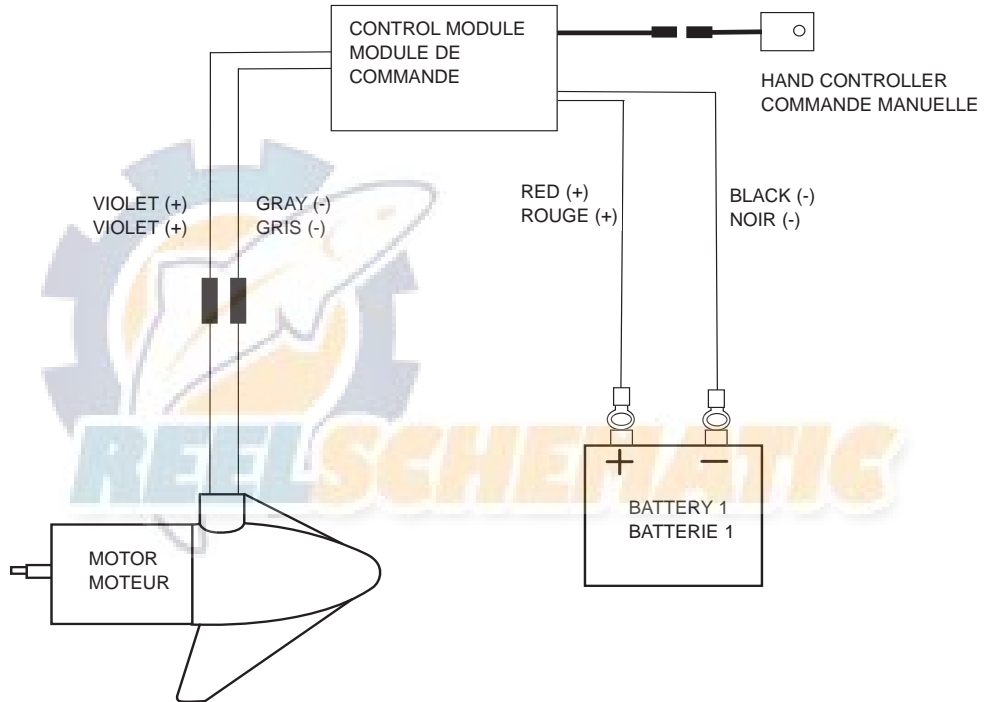 CONTROL MODULE
MODULE DE
COMMANDE
HAND CONTROLLER
COMMANDE MANUELLE
VIOLET (+)
VIOLET (+)
GRAY (-)
GRIS (-)
RED (+)
ROUGE (+)
BLACK (-)
NOIR (-)
REELSCHEMATIC
+ −
BATTERY 1
BATTERIE 1
MOTOR
MOTEUR